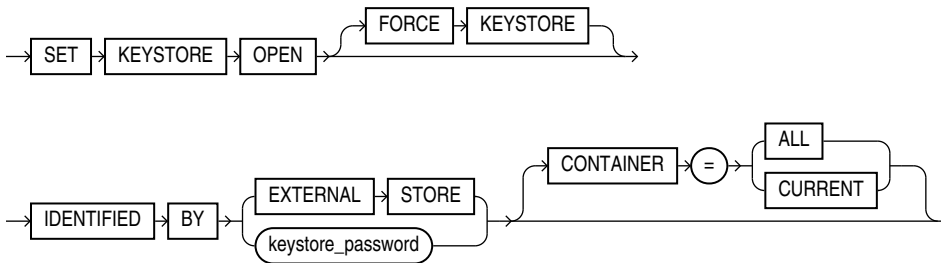 FORCE KEYSTORE
SET KEYSTORE OPEN
CONTAINER = ALL
CURRENT
IDENTIFIED BY EXTERNAL STORE
keystore_password